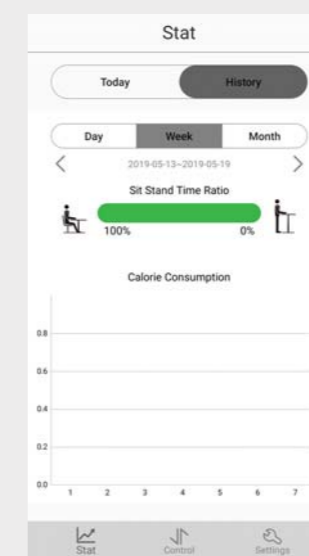 Stat
Today History
Day Week Month
2019-05-13~2019-05-19
Sit Stand Time Ratio
100% 0%
Calorie Consumption
0.8
0.6
0.4
0.2
0.0
1 2 3 4 5 6 7
Stat Control Settings